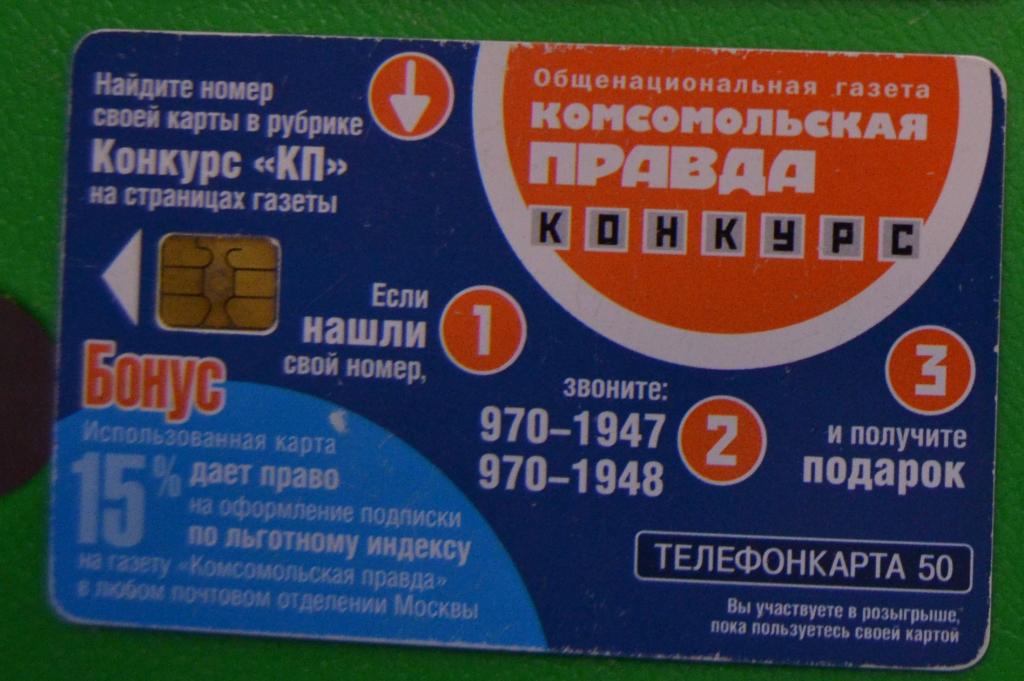 Найдите номер
своей карты в рубрике
Конкурс «КП»
на страницах газеты
Общенациональная газета
КОМСОМОЛЬСКАЯ
ПРАВДА
КОНКУРС
Если
нашли
свой номер,
1
звоните:
970–1947
970–1948
2
3
и получите
подарок
Бонус
Использованная карта
15% дает право
на оформление подписки
по льготному индексу
на газету «Комсомольская правда»
в любом почтовом отделении Москвы
ТЕЛЕФОНКАРТА 50
Вы участвуете в розыгрыше,
пока пользуетесь своей картой